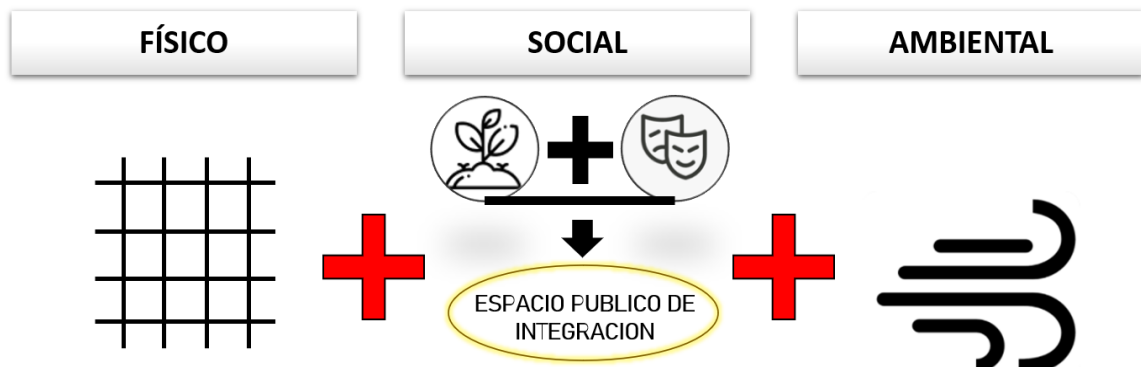 FÍSICO
SOCIAL
AMBIENTAL
ESPACIO PUBLICO DE
INTEGRACION